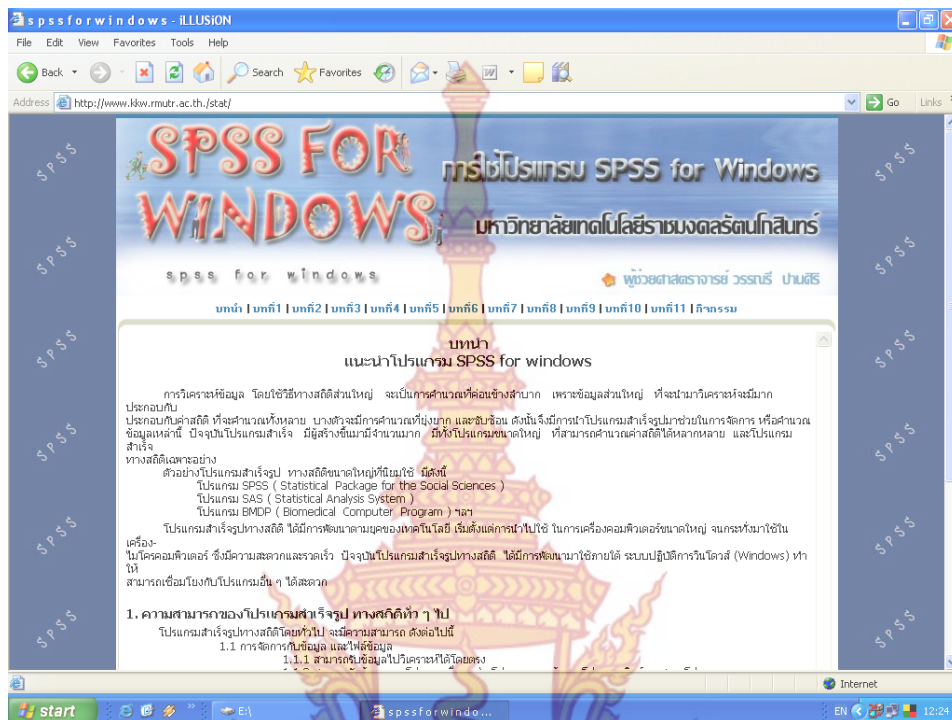 spssforwindows - iLLUSiON
File Edit View Favorites Tools Help
Back Search Favorites
Address http://www.kkw.rmutr.ac.th./stat/ Go Links
SPSS FOR WINDOWS
การใช้โปรแกรม SPSS for Windows
มหาวิทยาลัยเทคโนโลยีราชมงคลรัตนโกสินทร์
spss for windows
ผู้ช่วยศาสตราจารย์ วรรณรี ปานศิริ
บทนำ | บทที่1 | บทที่2 | บทที่3 | บทที่4 | บทที่5 | บทที่6 | บทที่7 | บทที่8 | บทที่9 | บทที่10 | บทที่11 | กิจกรรม
บทนำ
แนะนำโปรแกรม SPSS for windows
การวิเคราะห์ข้อมูล โดยใช้วิธีทางสถิติส่วนใหญ่ จะเป็นการคำนวณที่ค่อนข้างลำบาก เพราะข้อมูลส่วนใหญ่ ที่จะนำมาวิเคราะห์จะมีมาก
ประกอบกับ
ประกอบกับค่าสถิติ ที่จะคำนวณทั้งหลาย บางตัวจะมีการคำนวณที่ยุ่งยาก และซับซ้อน ดังนั้นจึงมีการนำโปรแกรมสำเร็จรูปมาช่วยในการจัดการ หรือคำนวณ
ข้อมูลเหล่านี้ ปัจจุบันโปรแกรมสำเร็จ มีผู้สร้างขึ้นมามีจำนวนมาก มีทั้งโปรแกรมขนาดใหญ่ ที่สามารถคำนวณค่าสถิติได้หลากหลาย และโปรแกรม
สำเร็จ
ทางสถิติเฉพาะอย่าง
ตัวอย่างโปรแกรมสำเร็จรูป ทางสถิติขนาดใหญ่ที่นิยมใช้ มีดังนี้
โปรแกรม SPSS ( Statistical Package for the Social Sciences )
โปรแกรม SAS ( Statistical Analysis System )
โปรแกรม BMDP ( Biomedical Computer Program ) ฯลฯ
โปรแกรมสำเร็จรูปทางสถิติ ได้มีการพัฒนาตามยุคของเทคโนโลยี เริ่มตั้งแต่การนำไปใช้ ในการเครื่องคอมพิวเตอร์ขนาดใหญ่ จนกระทั่งมาใช้ใน
เครื่อง-
ไมโครคอมพิวเตอร์ ซึ่งมีความสะดวกและรวดเร็ว ปัจจุบันโปรแกรมสำเร็จรูปทางสถิติ ได้มีการพัฒนามาใช้ภายใต้ ระบบปฏิบัติการวินโดวส์ (Windows) ทำ
ให้
สามารถเชื่อมโยงกับโปรแกรมอื่น ๆ ได้สะดวก
1. ความสามารถของโปรแกรมสำเร็จรูป ทางสถิติทั่ว ๆ ไป
โปรแกรมสำเร็จรูปทางสถิติโดยทั่วไป จะมีความสามารถ ดังต่อไปนี้
1.1 การจัดการกับข้อมูล และไฟล์ข้อมูล
1.1.1 สามารถรับข้อมูลไปวิเคราะห์ได้โดยตรง
SPSS
SPSS
SPSS
SPSS
SPSS
SPSS
SPSS
SPSS
SPSS
SPSS
SPSS
SPSS
Internet
start E:\ spssforwindo... EN 12:24